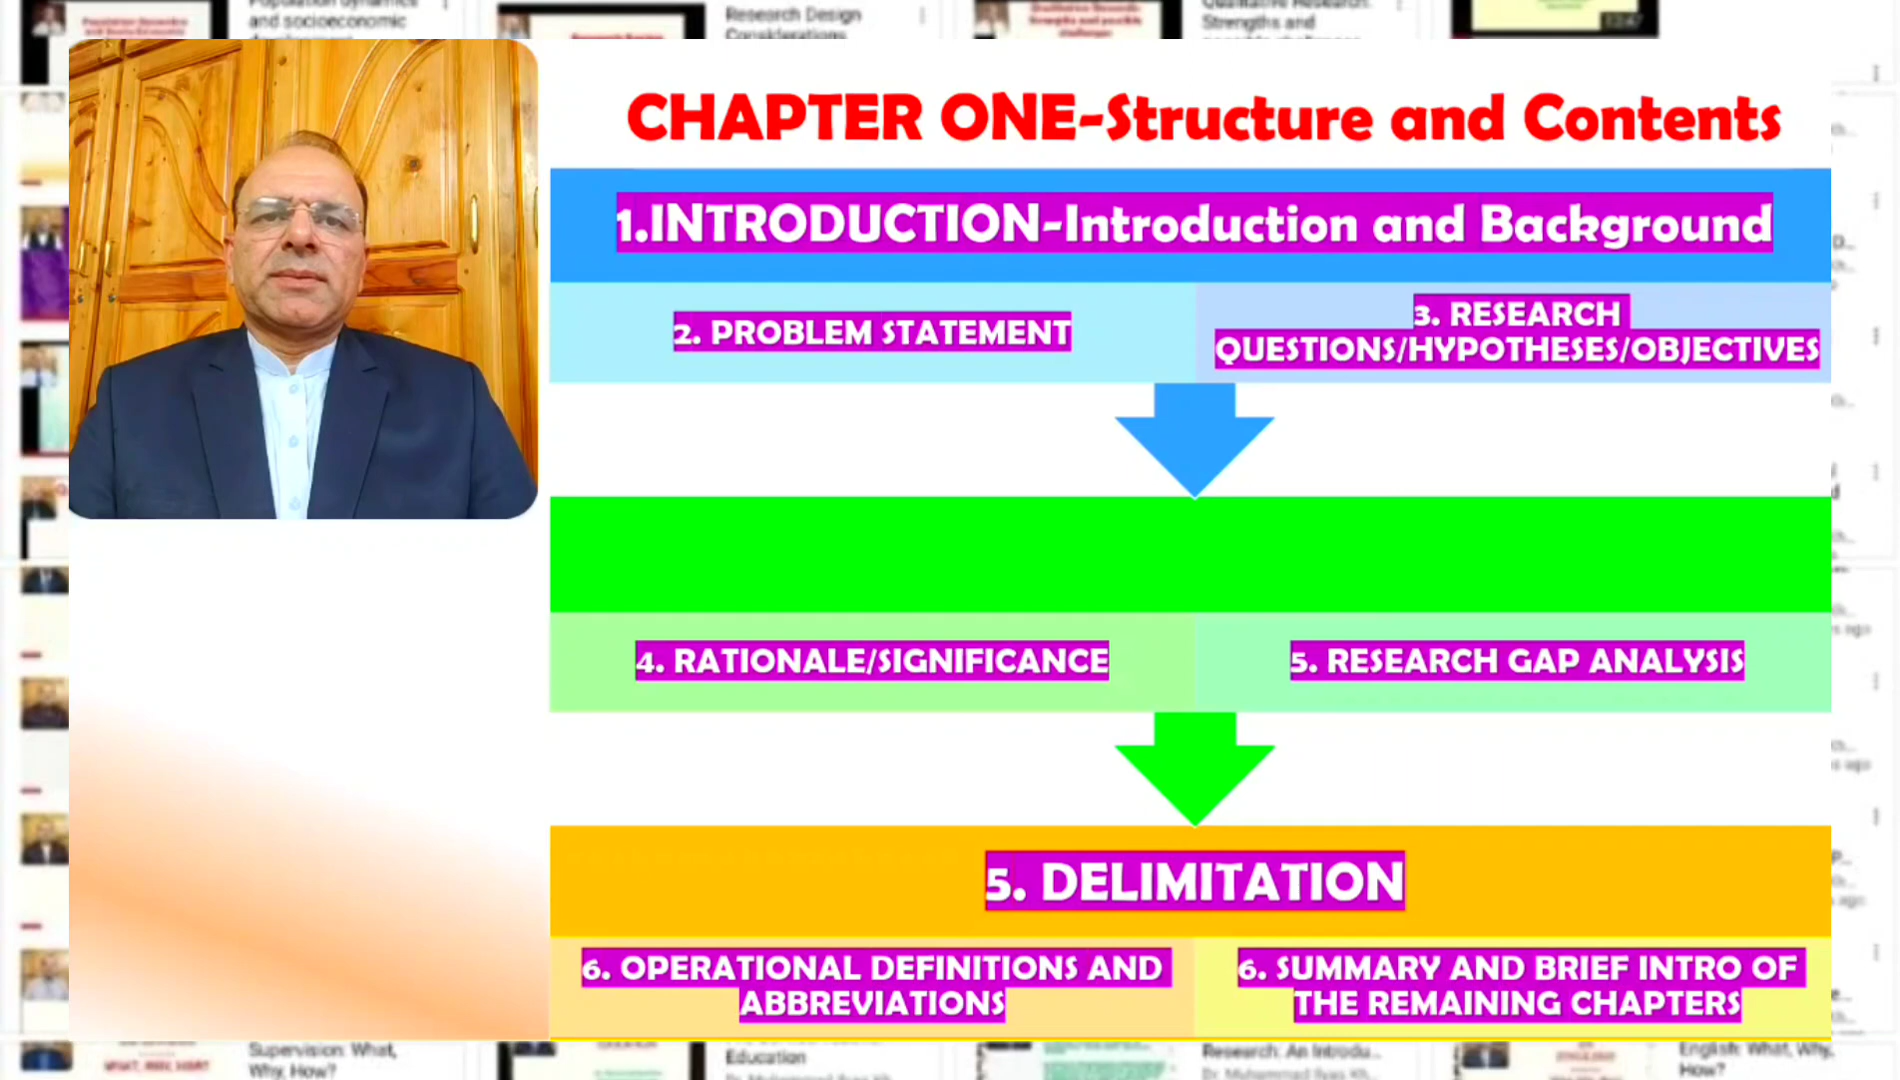 and socioeconomic
Research Design
Considerations
Qualitative Research:
Strengths and
CHAPTER ONE-Structure and Contents
1.INTRODUCTION-Introduction and Background
2. PROBLEM STATEMENT
3. RESEARCH
QUESTIONS/HYPOTHESES/OBJECTIVES
4. RATIONALE/SIGNIFICANCE
5. RESEARCH GAP ANALYSIS
5. DELIMITATION
6. OPERATIONAL DEFINITIONS AND
ABBREVIATIONS
6. SUMMARY AND BRIEF INTRO OF
THE REMAINING CHAPTERS
Supervision: What,
Why, How?
Education
Research: An Introdu...
English: What, Why,
How?